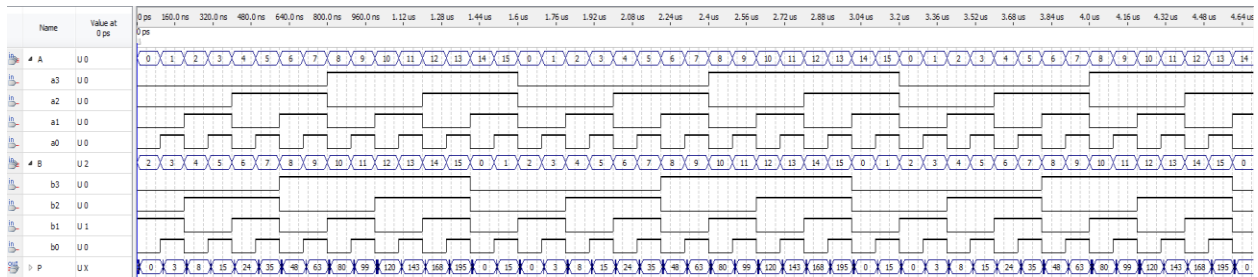 Name Value at 0 ps 0 ps 160.0 ns 320.0 ns 480.0 ns 640.0 ns 800.0 ns 960.0 ns 1.12 us 1.28 us 1.44 us 1.6 us 1.76 us 1.92 us 2.08 us 2.24 us 2.4 us 2.56 us 2.72 us 2.88 us 3.04 us 3.2 us 3.36 us 3.52 us 3.68 us 3.84 us 4.0 us 4.16 us 4.32 us 4.48 us 4.64 us
0 ps
in A U 0 0 1 2 3 4 5 6 7 8 9 10 11 12 13 14 15 0 1 2 3 4 5 6 7 8 9 10 11 12 13 14 15 0 1 2 3 4 5 6 7 8 9 10 11 12 13 14
in a3 U 0
in a2 U 0
in a1 U 0
in a0 U 0
in B U 2 2 3 4 5 6 7 8 9 10 11 12 13 14 15 0 1 2 3 4 5 6 7 8 9 10 11 12 13 14 15 0 1 2 3 4 5 6 7 8 9 10 11 12 13 14 15 0
in b3 U 0
in b2 U 0
in b1 U 1
in b0 U 0
out P U X 0 3 8 15 24 35 48 63 80 99 120 143 168 195 0 15 0 3 8 15 24 35 48 63 80 99 120 143 168 195 0 15 0 3 8 15 24 35 48 63 80 99 120 143 168 195 0